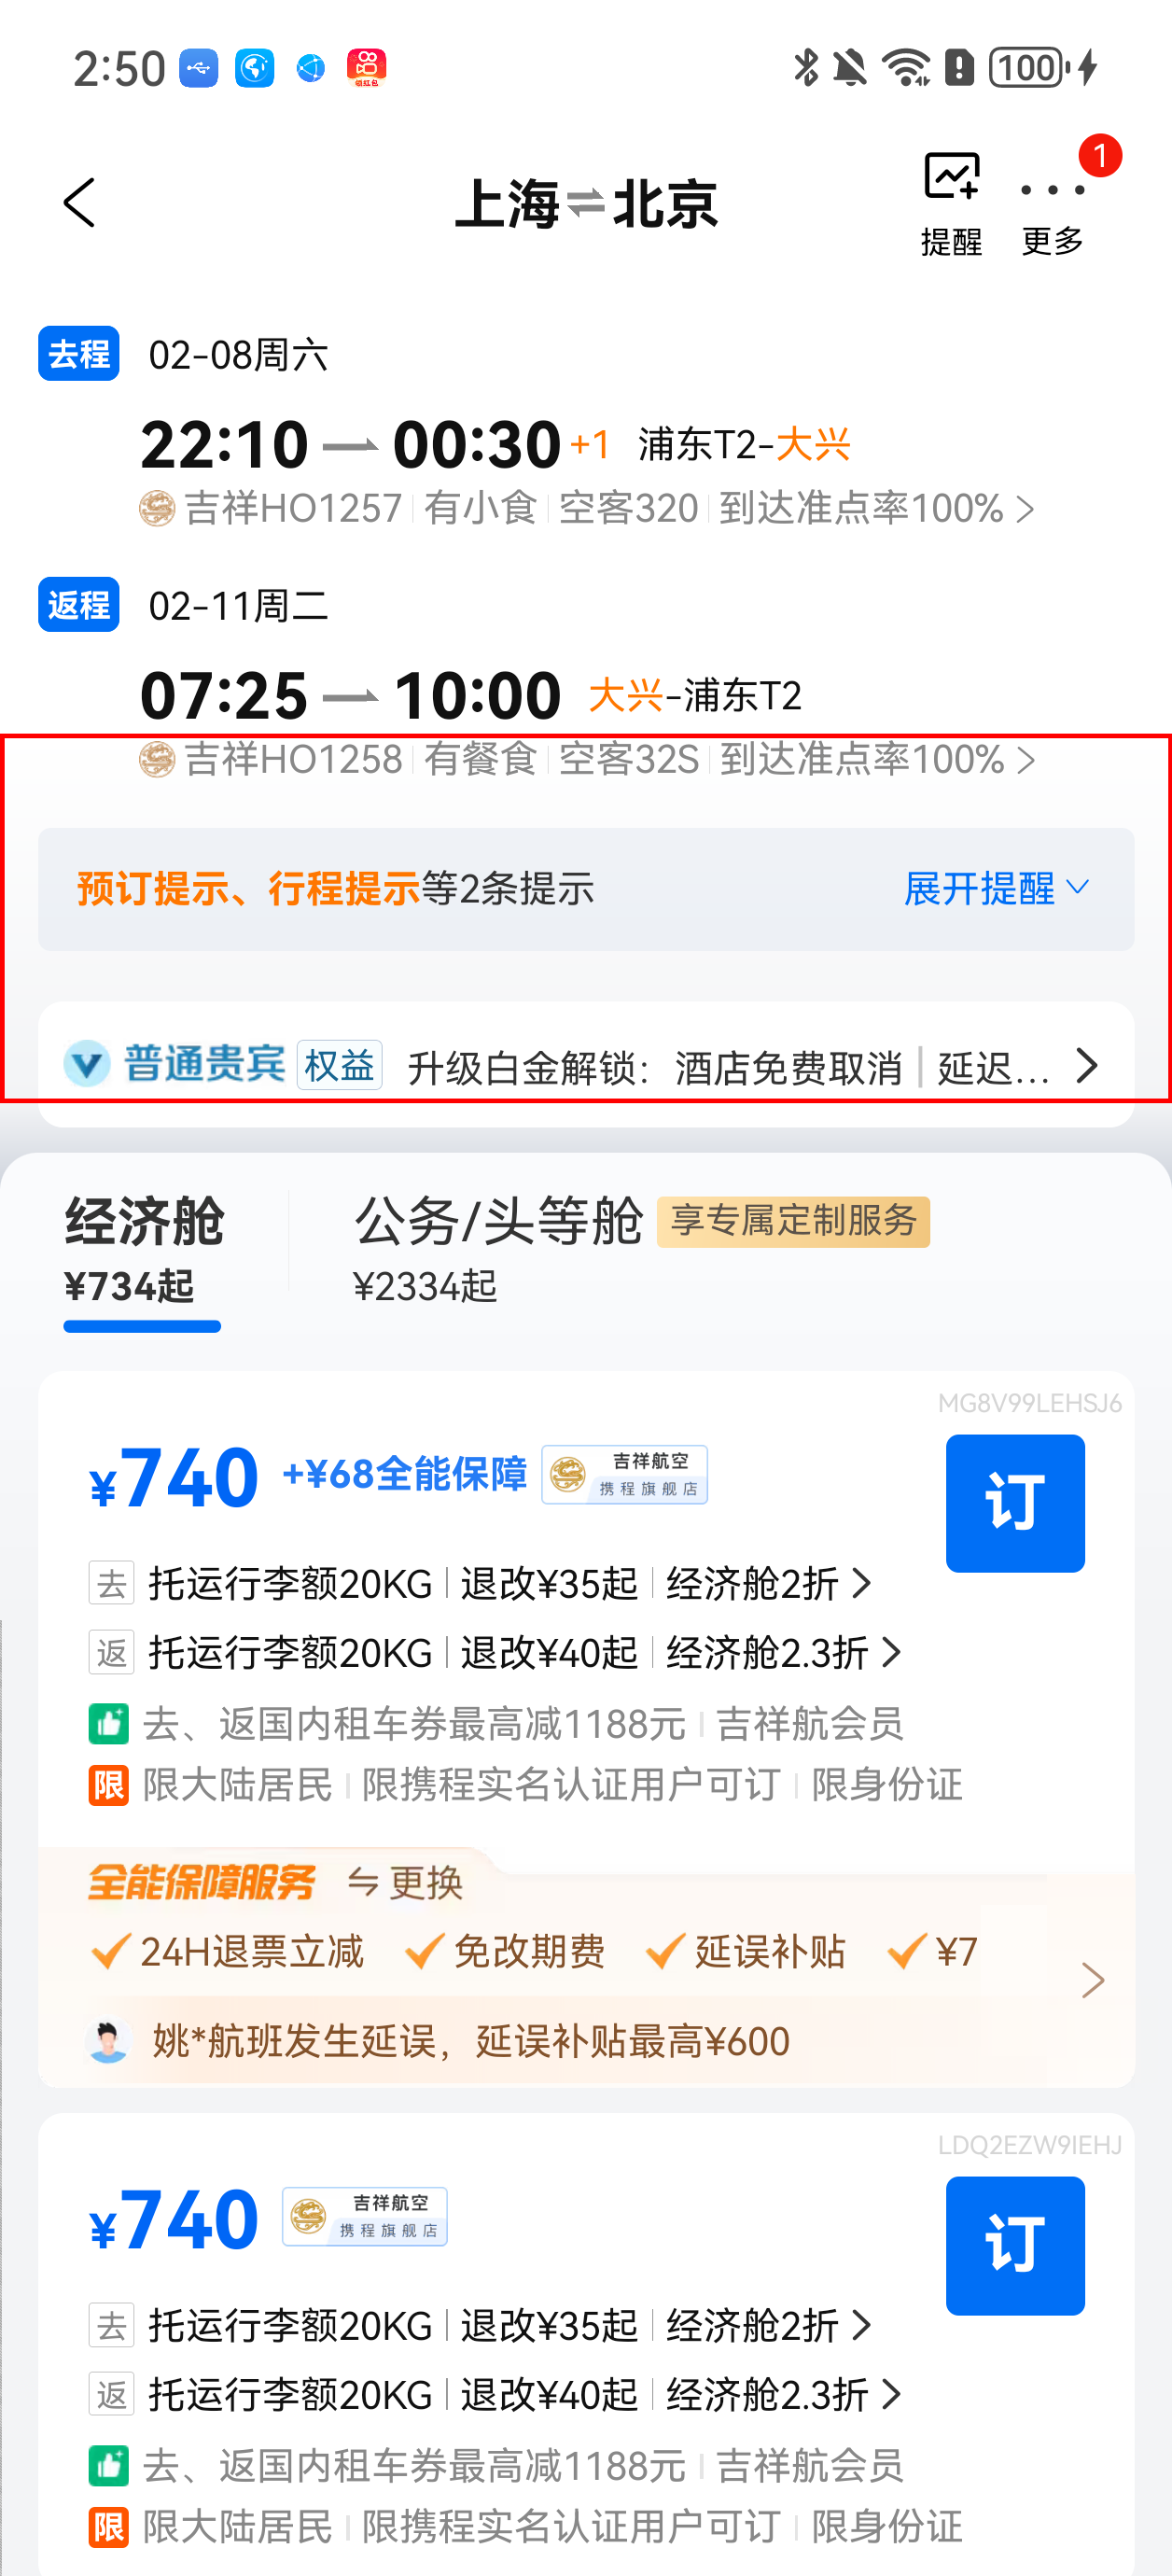 2:50 领红包 100
上海⇌北京
1
提醒 更多
去程 02-08周六
22:10 00:30 +1 浦东T2-大兴
吉祥HO1257 有小食 空客320 到达准点率100%
返程 02-11周二
07:25 10:00 大兴-浦东T2
吉祥HO1258 有餐食 空客32S 到达准点率100%
预订提示、行程提示等2条提示 展开提醒
普通贵宾 权益 升级白金解锁：酒店免费取消 | 延迟...
经济舱 公务/头等舱 享专属定制服务
¥734起 ¥2334起
MG8V99LEHSJ6
¥740 +¥68全能保障 吉祥航空 携程旗舰店 订
去 托运行李额20KG 退改¥35起 经济舱2折
返 托运行李额20KG 退改¥40起 经济舱2.3折
去、返国内租车券最高减1188元 吉祥航会员
限 限大陆居民 限携程实名认证用户可订 限身份证
全能保障服务 更换
24H退票立减 免改期费 延误补贴 ¥7
姚*航班发生延误，延误补贴最高¥600
LDQ2EZW9IEHJ
¥740 吉祥航空 携程旗舰店 订
去 托运行李额20KG 退改¥35起 经济舱2折
返 托运行李额20KG 退改¥40起 经济舱2.3折
去、返国内租车券最高减1188元 吉祥航会员
限 限大陆居民 限携程实名认证用户可订 限身份证